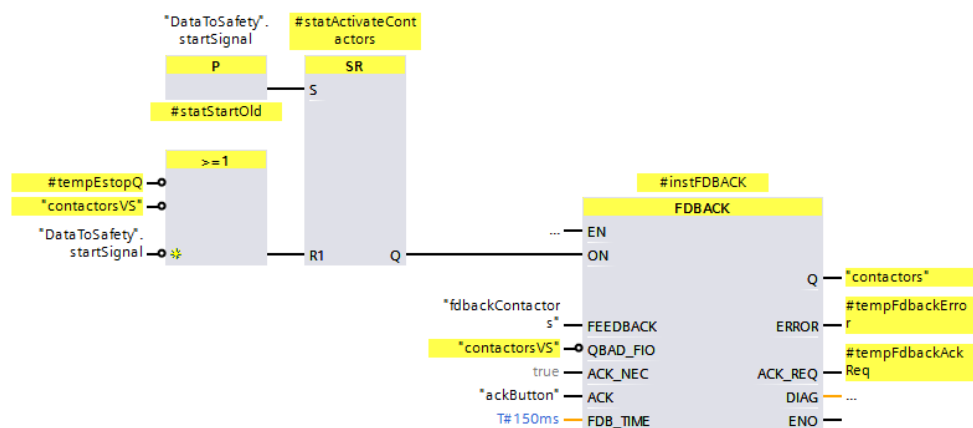 "DataToSafety".
startSignal
#statActivateCont
actors
P
SR
S
#statStartOld
>=1
#tempEstopQ
"contactorsVS"
"DataToSafety".
startSignal
R1
Q
#instFDBACK
FDBACK
... EN
ON
Q "contactors"
"fdbackContactor
s"
FEEDBACK
ERROR
#tempFdbackErro
r
"contactorsVS" QBAD_FIO
true ACK_NEC
ACK_REQ
#tempFdbackAck
Req
"ackButton" ACK
DIAG ...
T#150ms FDB_TIME
ENO